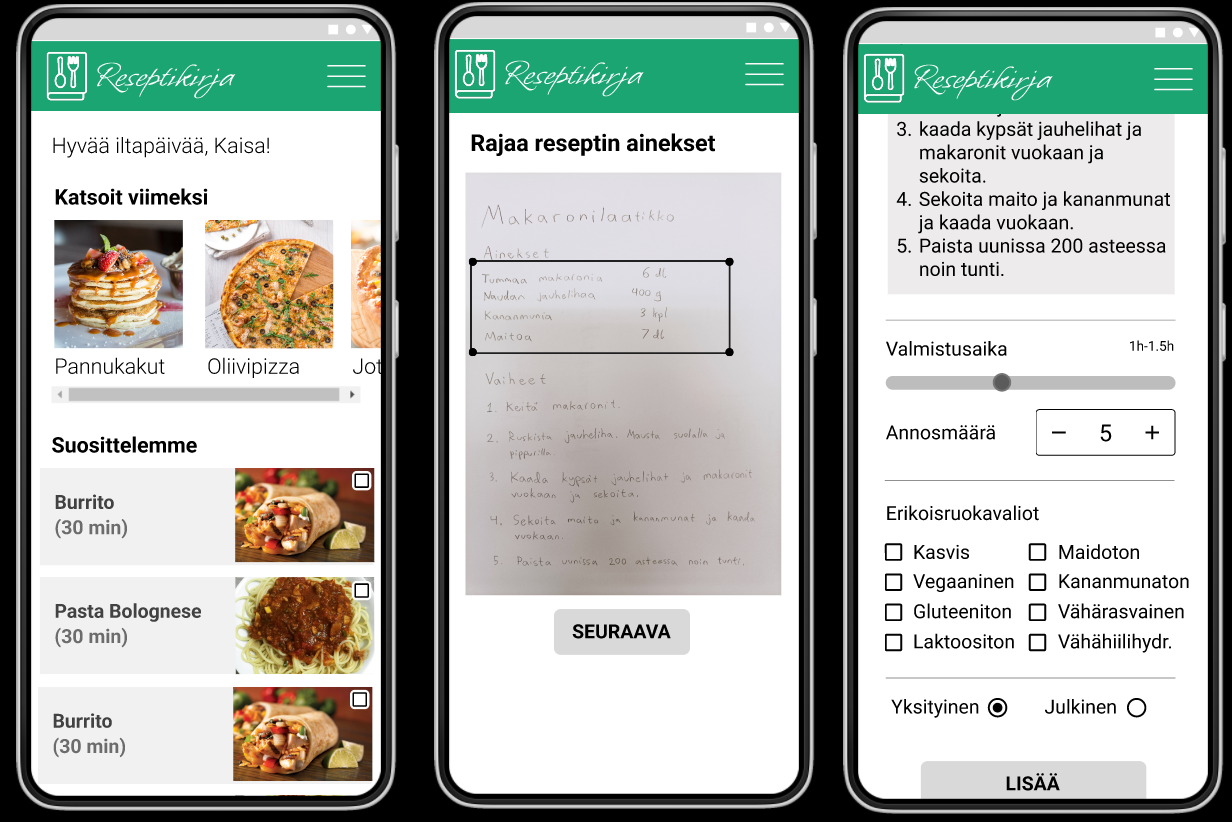 Reseptikirja
Hyvää iltapäivää, Kaisa!
Katsoit viimeksi
Pannukakut
Oliivipizza
Jot
Suosittelemme
Burrito
(30 min)
Pasta Bolognese
(30 min)
Burrito
(30 min)
Reseptikirja
Rajaa reseptin ainekset
Makaronilaatikko
Ainekset
Tummaa makaronia 6 dl
Naudan jauhelihaa 400 g
Kananmunia 3 kpl
Maitoa 7 dl
Vaiheet
1. Keitä makaronit.
2. Ruskista jauheliha. Mausta suolalla ja
pippurilla.
3. Kaada kypsät jauhelihat ja makaronit
vuokaan ja sekoita.
4. Sekoita maito ja kananmunat ja kaada
vuokaan.
5. Paista uunissa 200 asteessa noin tunti.
SEURAAVA
Reseptikirja
3. kaada kypsät jauhelihat ja
makaronit vuokaan ja
sekoita.
4. Sekoita maito ja kananmunat
ja kaada vuokaan.
5. Paista uunissa 200 asteessa
noin tunti.
Valmistusaika 1h-1.5h
Annosmäärä − 5 +
Erikoisruokavaliot
Kasvis Maidoton
Vegaaninen Kananmunaton
Gluteeniton Vähärasvainen
Laktoositon Vähähiilihydr.
Yksityinen Julkinen
LISÄÄ